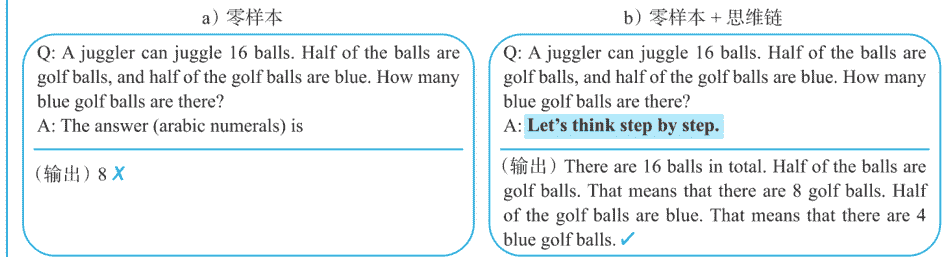 a）零样本
Q: A juggler can juggle 16 balls. Half of the balls are
golf balls, and half of the golf balls are blue. How many
blue golf balls are there?
A: The answer (arabic numerals) is
（输出）8 ✗
b）零样本 + 思维链
Q: A juggler can juggle 16 balls. Half of the balls are
golf balls, and half of the golf balls are blue. How many
blue golf balls are there?
A: Let's think step by step.
（输出）There are 16 balls in total. Half of the balls are
golf balls. That means that there are 8 golf balls. Half
of the golf balls are blue. That means that there are 4
blue golf balls. ✓